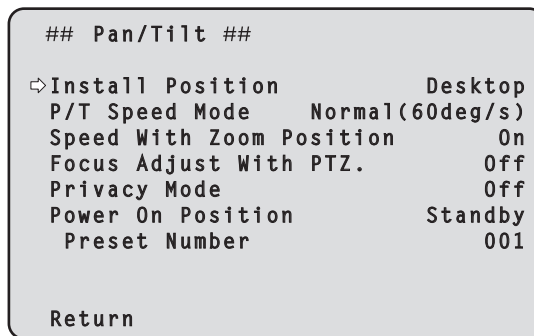 ## Pan/Tilt ##
⇨Install Position Desktop
P/T Speed Mode Normal(60deg/s)
Speed With Zoom Position On
Focus Adjust With PTZ. Off
Privacy Mode Off
Power On Position Standby
Preset Number 001
Return